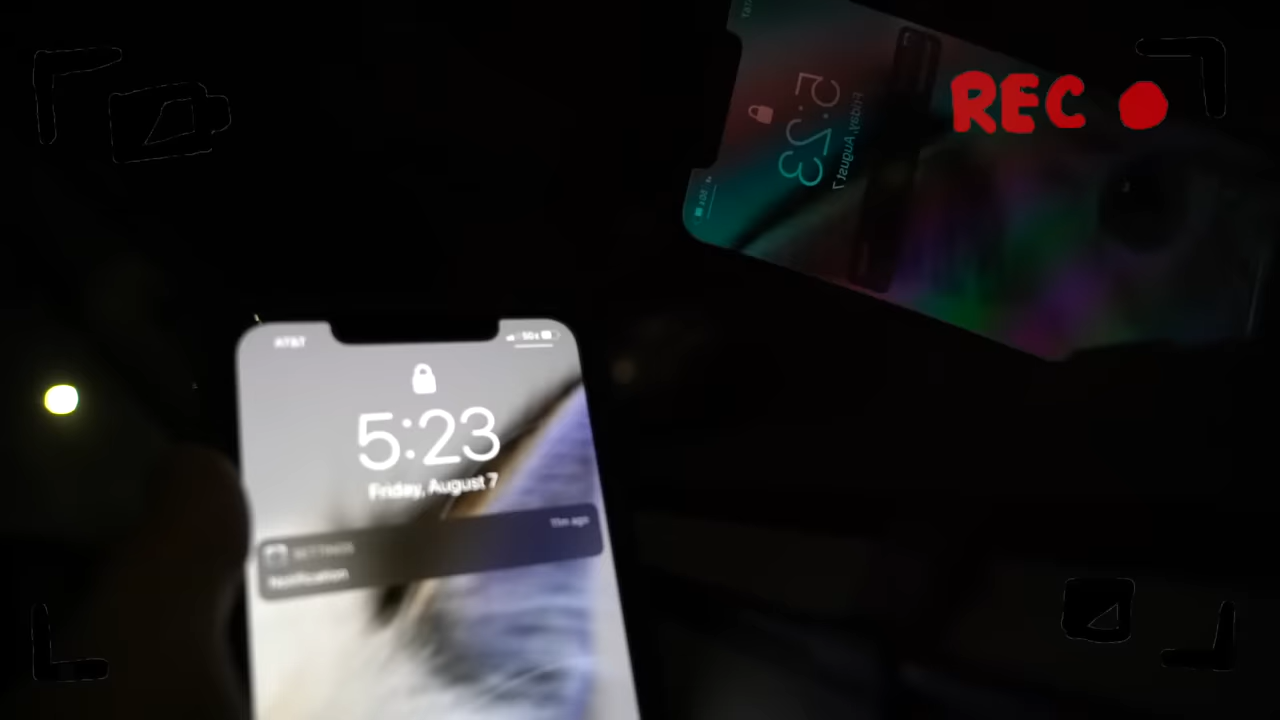 REC
AT&T
5:23
Friday, August 7
11m ago
SETTINGS
Notification
5:23
Friday, August 7